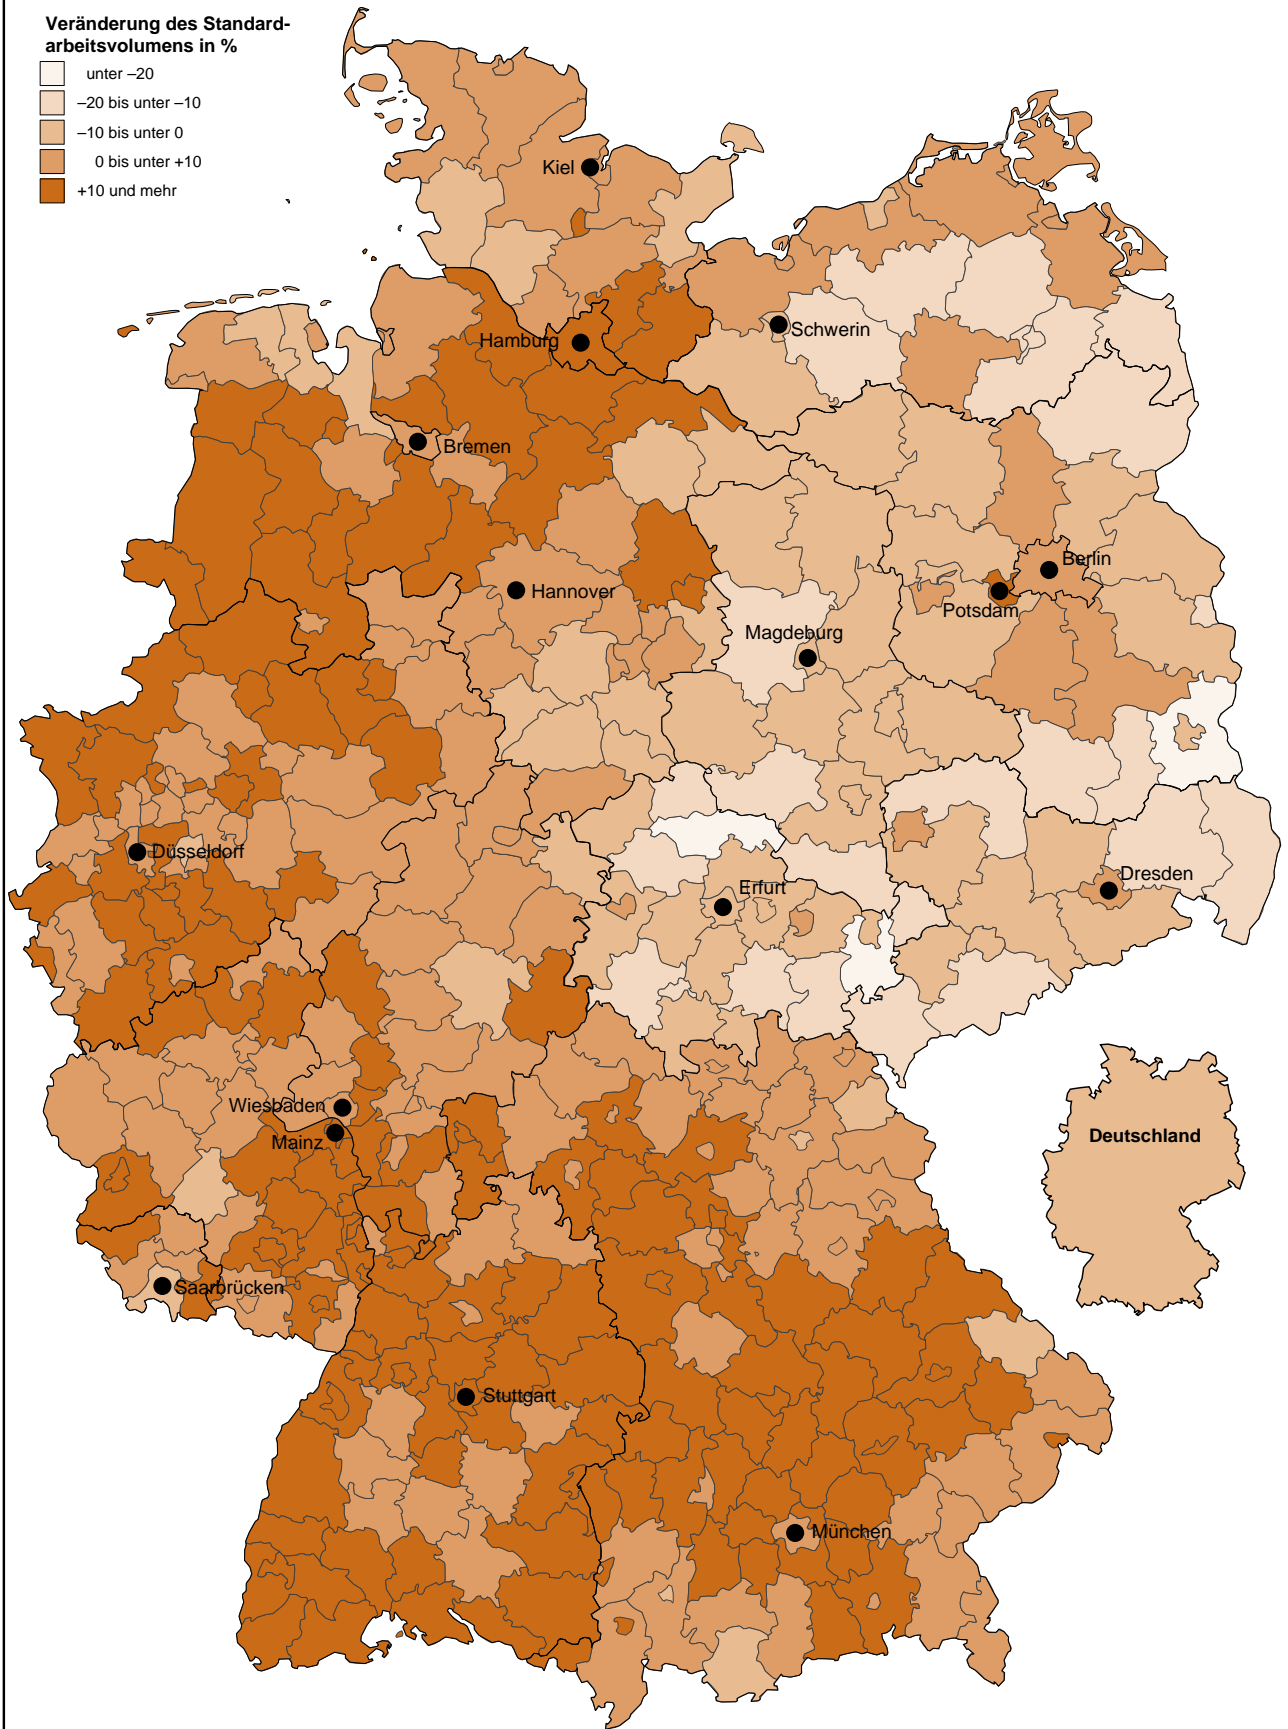 Veränderung des Standard-
arbeitsvolumens in %
unter –20
–20 bis unter –10
–10 bis unter 0
0 bis unter +10
+10 und mehr
Kiel
Schwerin
Hamburg
Bremen
Berlin
Hannover
Potsdam
Magdeburg
Düsseldorf
Dresden
Erfurt
Wiesbaden
Mainz
Deutschland
Saarbrücken
Stuttgart
München